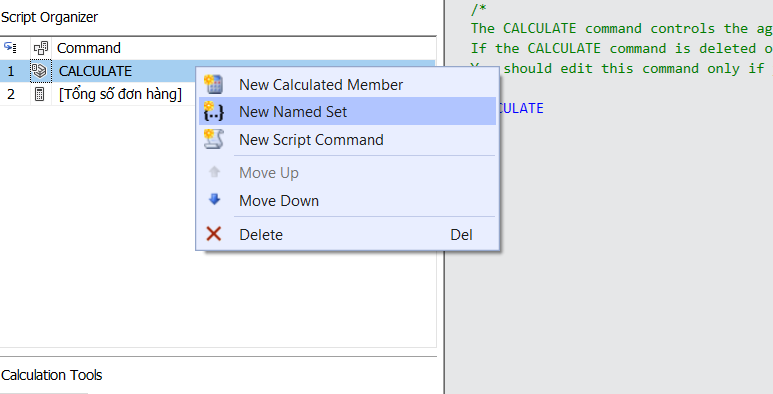 Script Organizer
Command
1 CALCULATE
2 [Tổng số đơn hàng]
New Calculated Member
New Named Set
New Script Command
Move Up
Move Down
Delete Del
Calculation Tools
/*
The CALCULATE command controls the ag
If the CALCULATE command is deleted o
should edit this command only if
CULATE